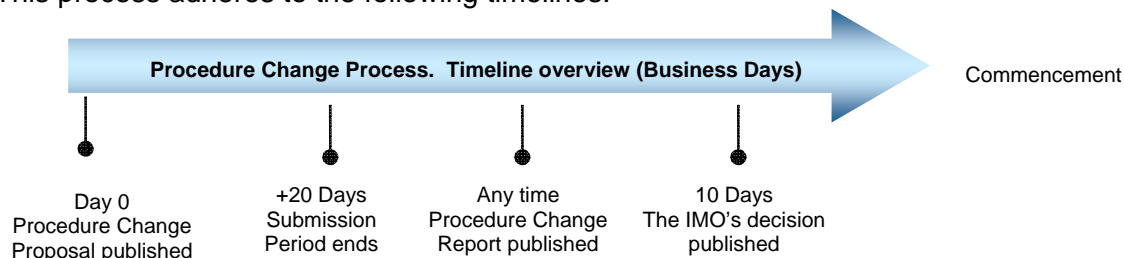 This process adheres to the following timelines:
Procedure Change Process. Timeline overview (Business Days)
Commencement
Day 0
Procedure Change
Proposal published
+20 Days
Submission
Period ends
Any time
Procedure Change
Report published
10 Days
The IMO's decision
published